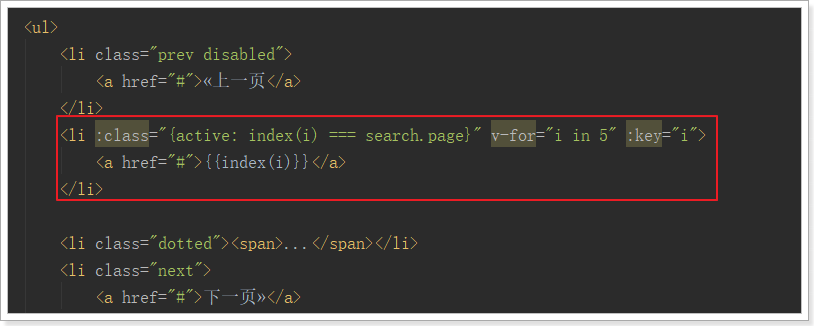 <ul>
<li class="prev disabled">
<a href="#">«上一页</a>
</li>
<li :class="{active: index(i) === search.page}" v-for="i in 5" :key="i">
<a href="#">{{index(i)}}</a>
</li>
<li class="dotted"><span>...</span></li>
<li class="next">
<a href="#">下一页»</a>